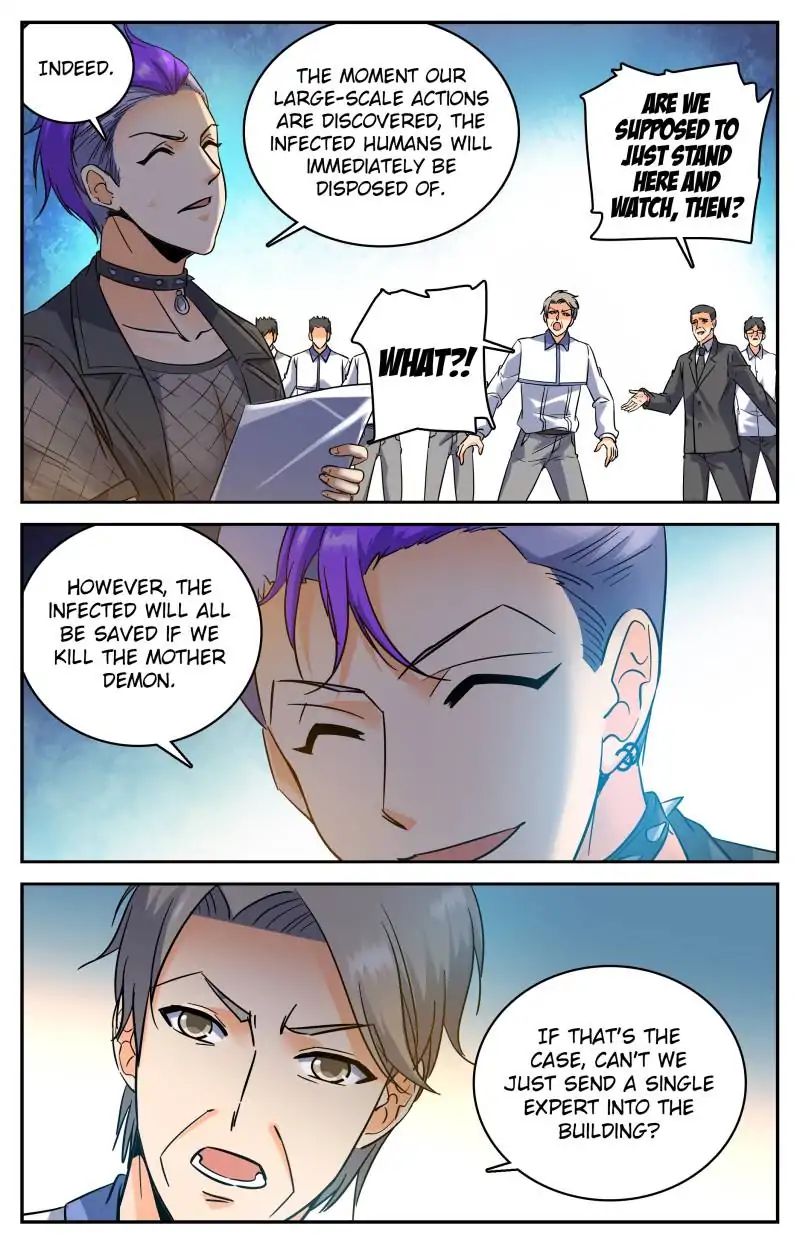 INDEED.
THE MOMENT OUR
LARGE-SCALE ACTIONS
ARE DISCOVERED, THE
INFECTED HUMANS WILL
IMMEDIATELY BE
DISPOSED OF.
ARE WE
SUPPOSED TO
JUST STAND
HERE AND
WATCH, THEN?
WHAT?!
HOWEVER, THE
INFECTED WILL ALL
BE SAVED IF WE
KILL THE MOTHER
DEMON.
IF THAT'S THE
CASE, CAN'T WE
JUST SEND A SINGLE
EXPERT INTO THE
BUILDING?